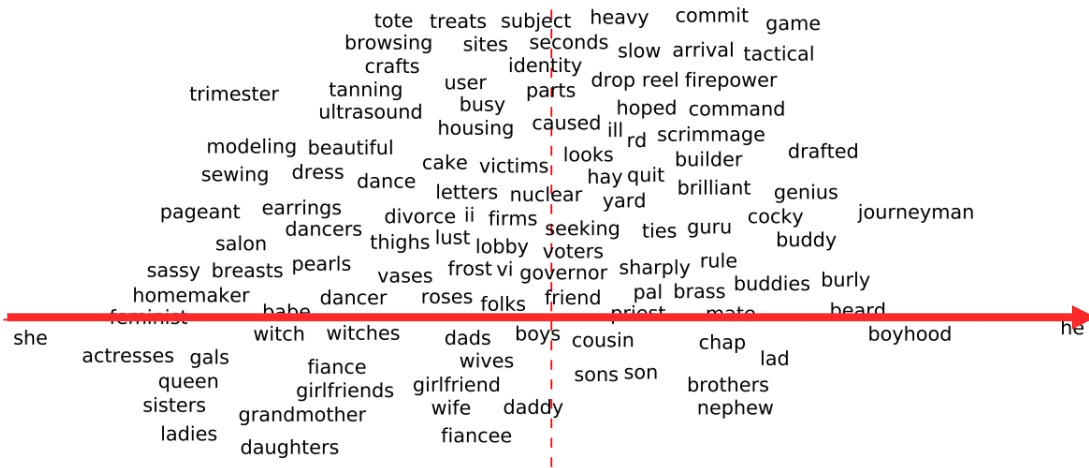 tote treats subject heavy commit game
browsing sites seconds slow arrival tactical
crafts identity
trimester tanning user parts drop reel firepower
ultrasound busy hoped command
housing caused ill rd scrimmage
modeling beautiful cake victims looks builder drafted
sewing dress dance letters nuclear hay quit brilliant genius
yard
pageant earrings divorce ii firms cocky journeyman
dancers seeking ties guru
salon thighs lust lobby voters buddy
sassy breasts pearls vases frost vi governor sharply rule buddies burly
homemaker dancer roses folks friend pal brass
feminist babe priest mate beard
she witch witches dads boys cousin chap boyhood he
actresses gals fiance wives lad
queen girlfriends girlfriend sons son brothers
sisters grandmother wife daddy nephew
ladies daughters fiancee